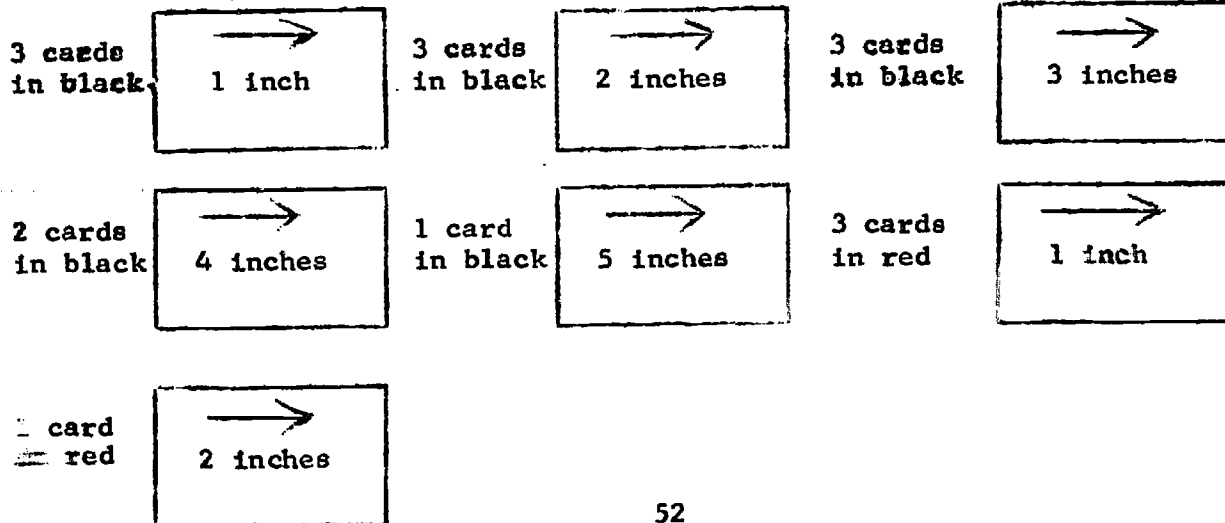 3 cards
in black
1 inch
3 cards
in black
2 inches
3 cards
in black
3 inches
2 cards
in black
4 inches
1 card
in black
5 inches
3 cards
in red
1 inch
card
red
2 inches
52